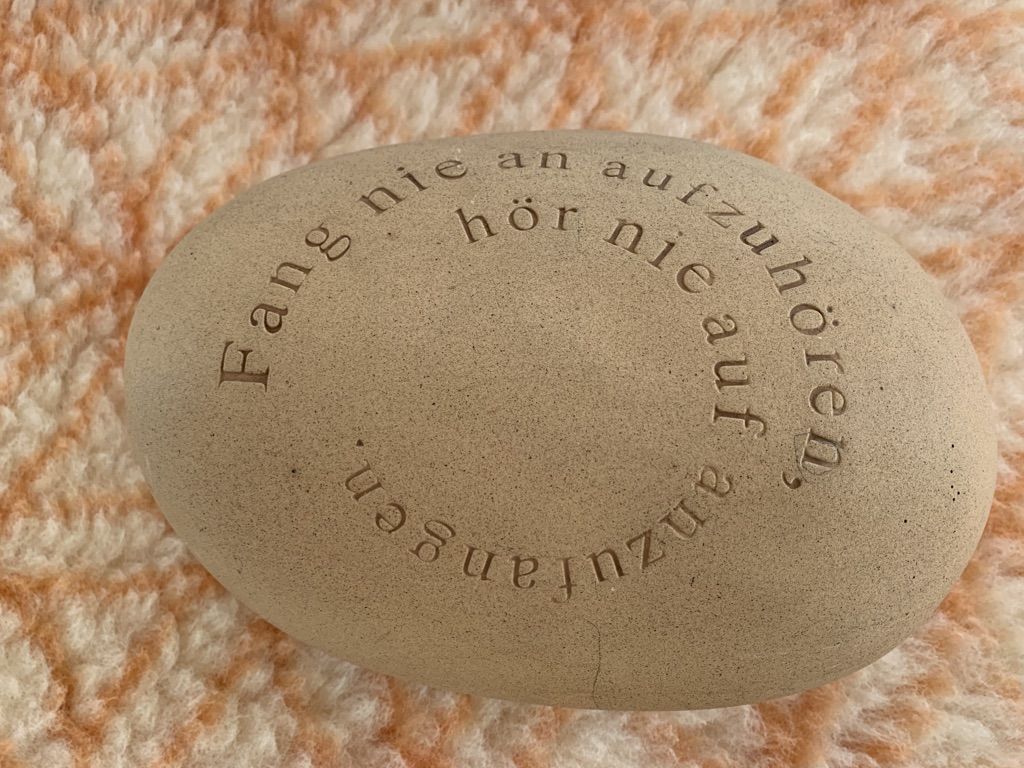 Fang nie an aufzuhören,
hör nie auf anzufangen.